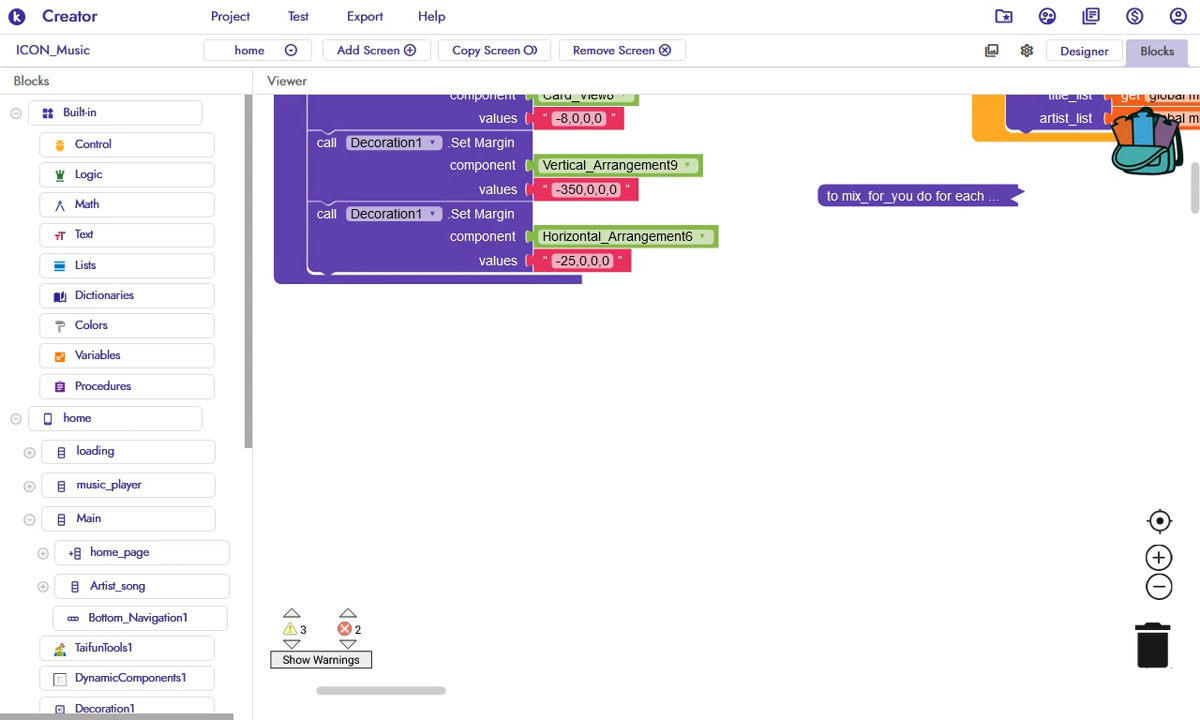 Creator
Project
Test
Export
Help
ICON_Music
home
Add Screen
Copy Screen
Remove Screen
Designer
Blocks
Blocks
Viewer
Built-in
Control
Logic
Math
Text
Lists
Dictionaries
Colors
Variables
Procedures
home
loading
music_player
Main
home_page
Artist_song
Bottom_Navigation1
TaifunTools1
DynamicComponents1
Decoration1
component Card_View8
values " -8,0,0,0 "
call Decoration1 .Set Margin
component Vertical_Arrangement9
values " -350,0,0,0 "
call Decoration1 .Set Margin
component Horizontal_Arrangement6
values " -25,0,0,0 "
title_list get global m
artist_list
to mix_for_you do for each ...
3
2
Show Warnings